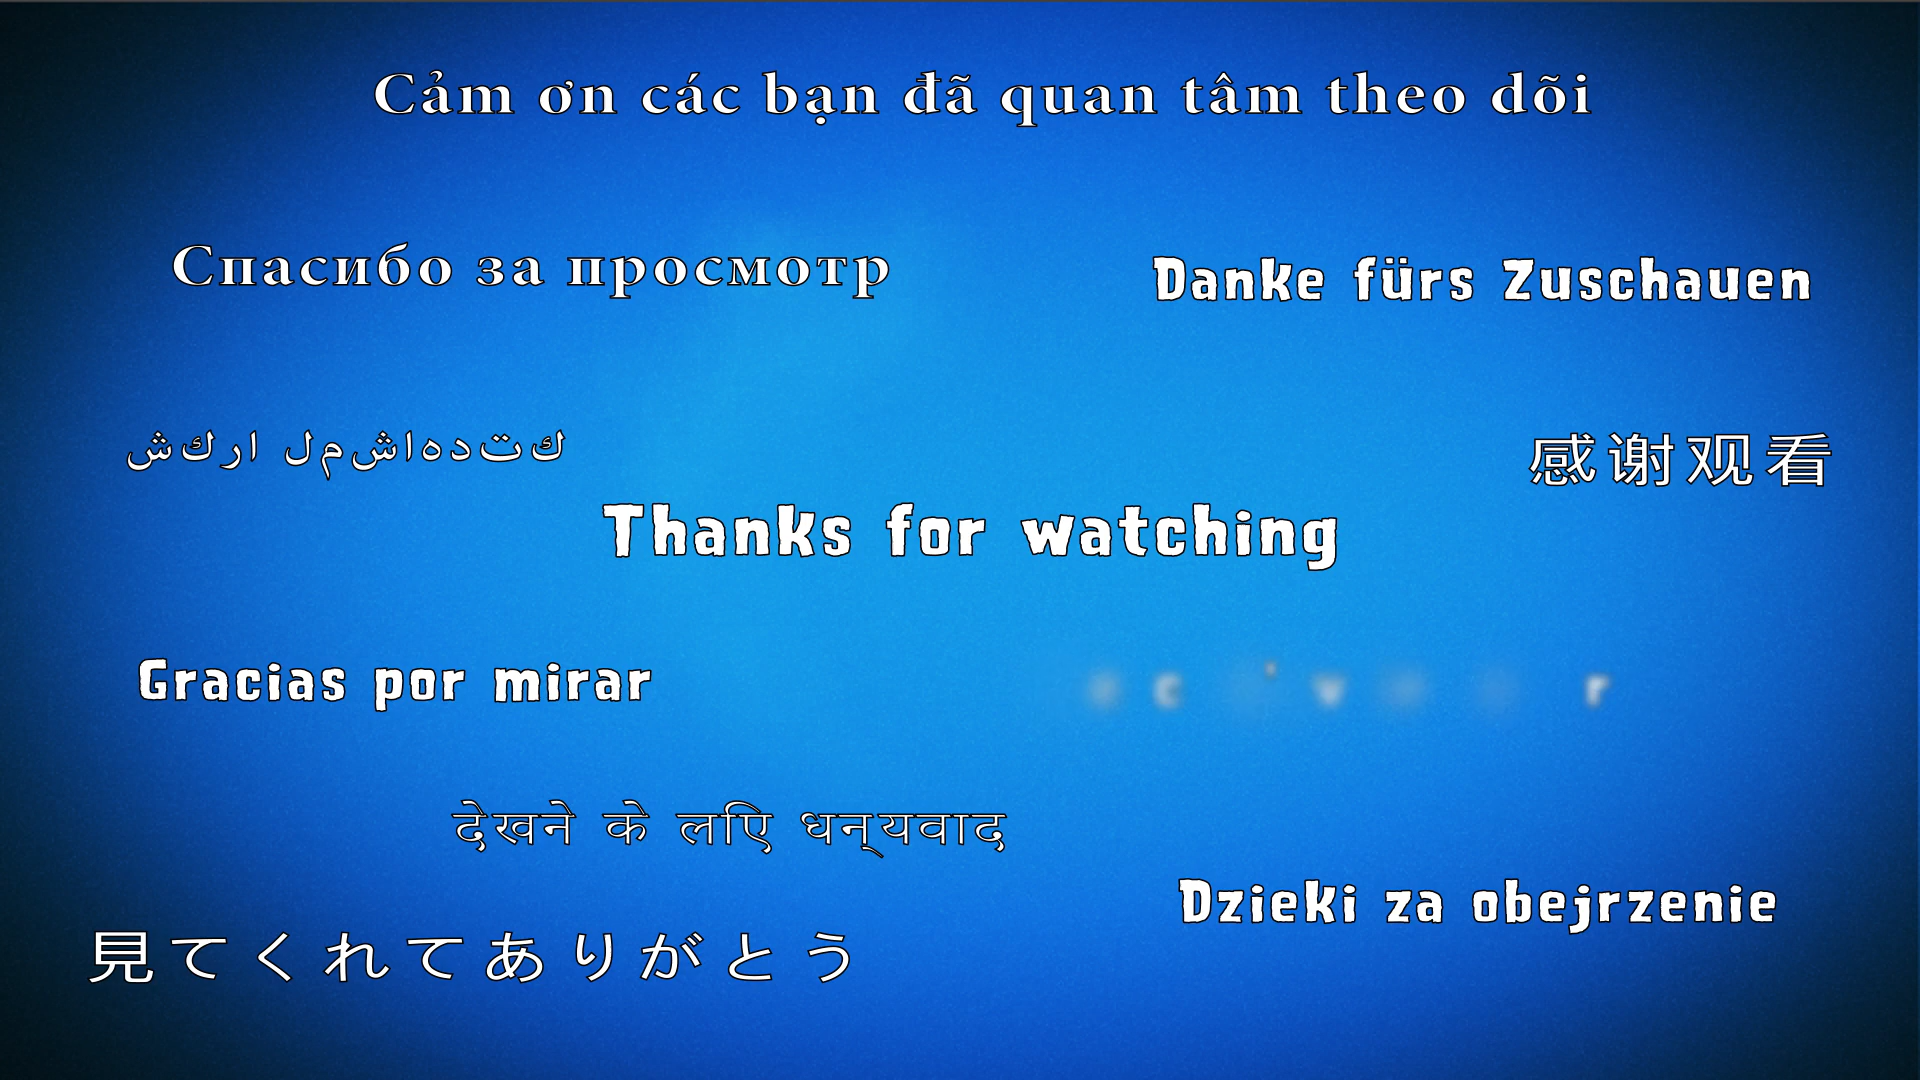 Cảm ơn các bạn đã quan tâm theo dõi
Спасибо за просмотр
Danke fürs Zuschauen
شكرا لمشاهدتك
感谢观看
Thanks for watching
Gracias por mirar
देखने के लिए धन्यवाद
Dzieki za obejrzenie
見てくれてありがとう